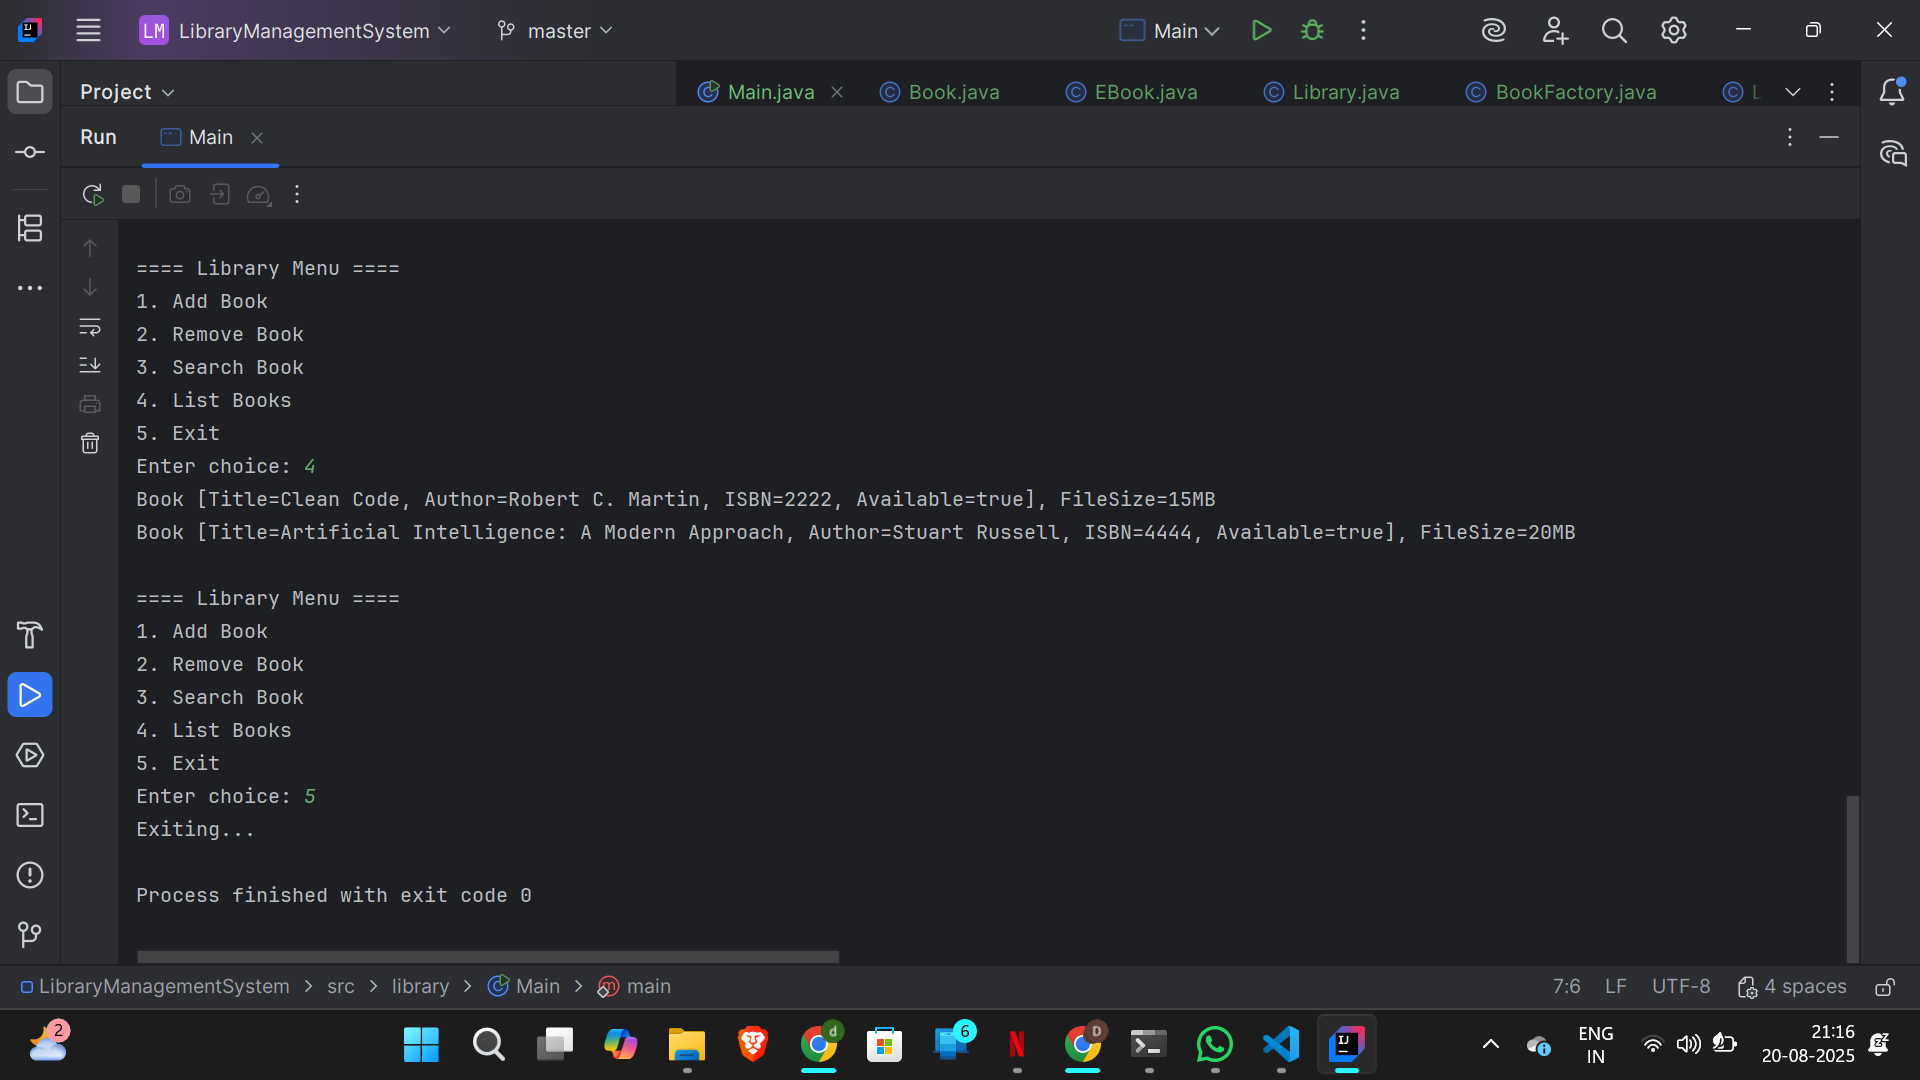 LM LibraryManagementSystem master Main
Project Main.java Book.java EBook.java Library.java BookFactory.java L
Run Main
==== Library Menu ====
1. Add Book
2. Remove Book
3. Search Book
4. List Books
5. Exit
Enter choice: 4
Book [Title=Clean Code, Author=Robert C. Martin, ISBN=2222, Available=true], FileSize=15MB
Book [Title=Artificial Intelligence: A Modern Approach, Author=Stuart Russell, ISBN=4444, Available=true], FileSize=20MB
==== Library Menu ====
1. Add Book
2. Remove Book
3. Search Book
4. List Books
5. Exit
Enter choice: 5
Exiting...
Process finished with exit code 0
LibraryManagementSystem > src > library > Main > main 7:6 LF UTF-8 4 spaces
2 d 6 D ENG 21:16
IN 20-08-2025